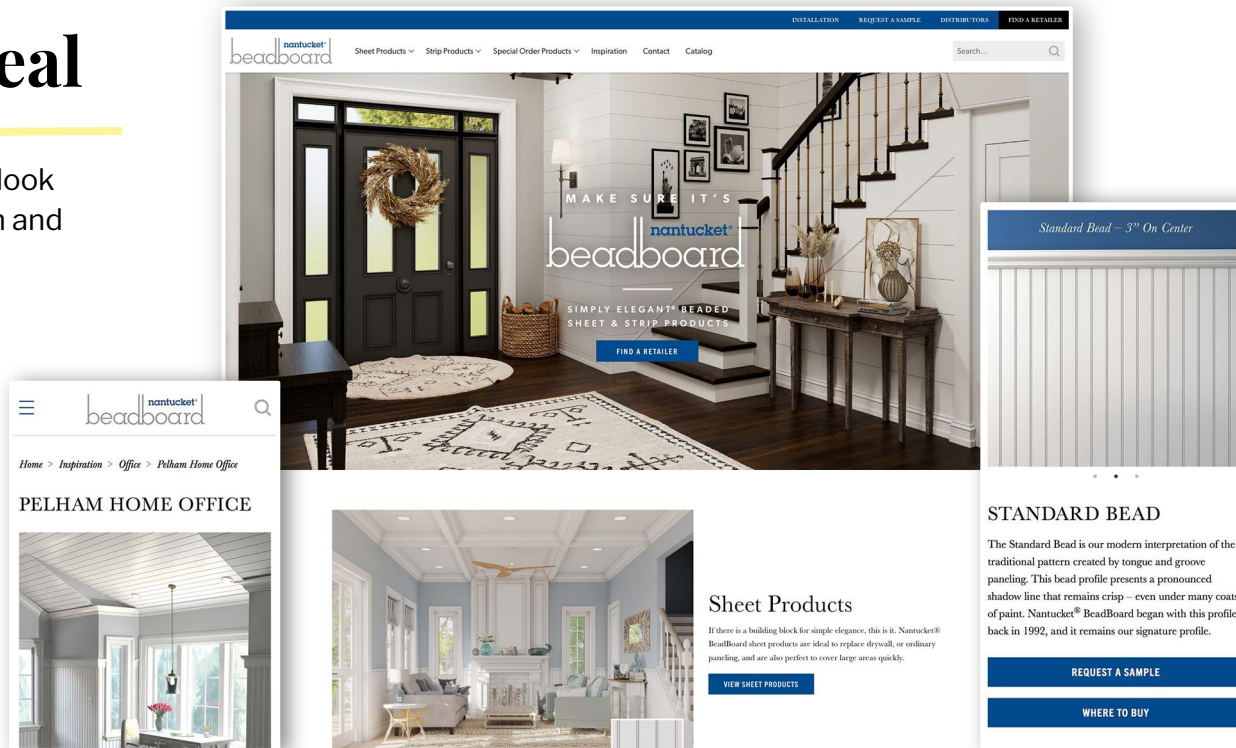 eal
look
n and
INSTALLATION REQUEST A SAMPLE DISTRIBUTORS FIND A RETAILER
nantucket®
beadboard
Sheet Products Strip Products Special Order Products Inspiration Contact Catalog
Search...
MAKE SURE IT'S
nantucket®
beadboard
SIMPLY ELEGANT® BEADED
SHEET & STRIP PRODUCTS
FIND A RETAILER
nantucket®
beadboard
Home > Inspiration > Office > Pelham Home Office
PELHAM HOME OFFICE
Sheet Products
If there is a building block for simple elegance, this is it. Nantucket®
BeadBoard sheet products are ideal to replace drywall, or ordinary
paneling, and are also perfect to cover large areas quickly.
VIEW SHEET PRODUCTS
Standard Bead – 3” On Center
STANDARD BEAD
The Standard Bead is our modern interpretation of the
traditional pattern created by tongue and groove
paneling. This bead profile presents a pronounced
shadow line that remains crisp – even under many coats
of paint. Nantucket® BeadBoard began with this profile
back in 1992, and it remains our signature profile.
REQUEST A SAMPLE
WHERE TO BUY